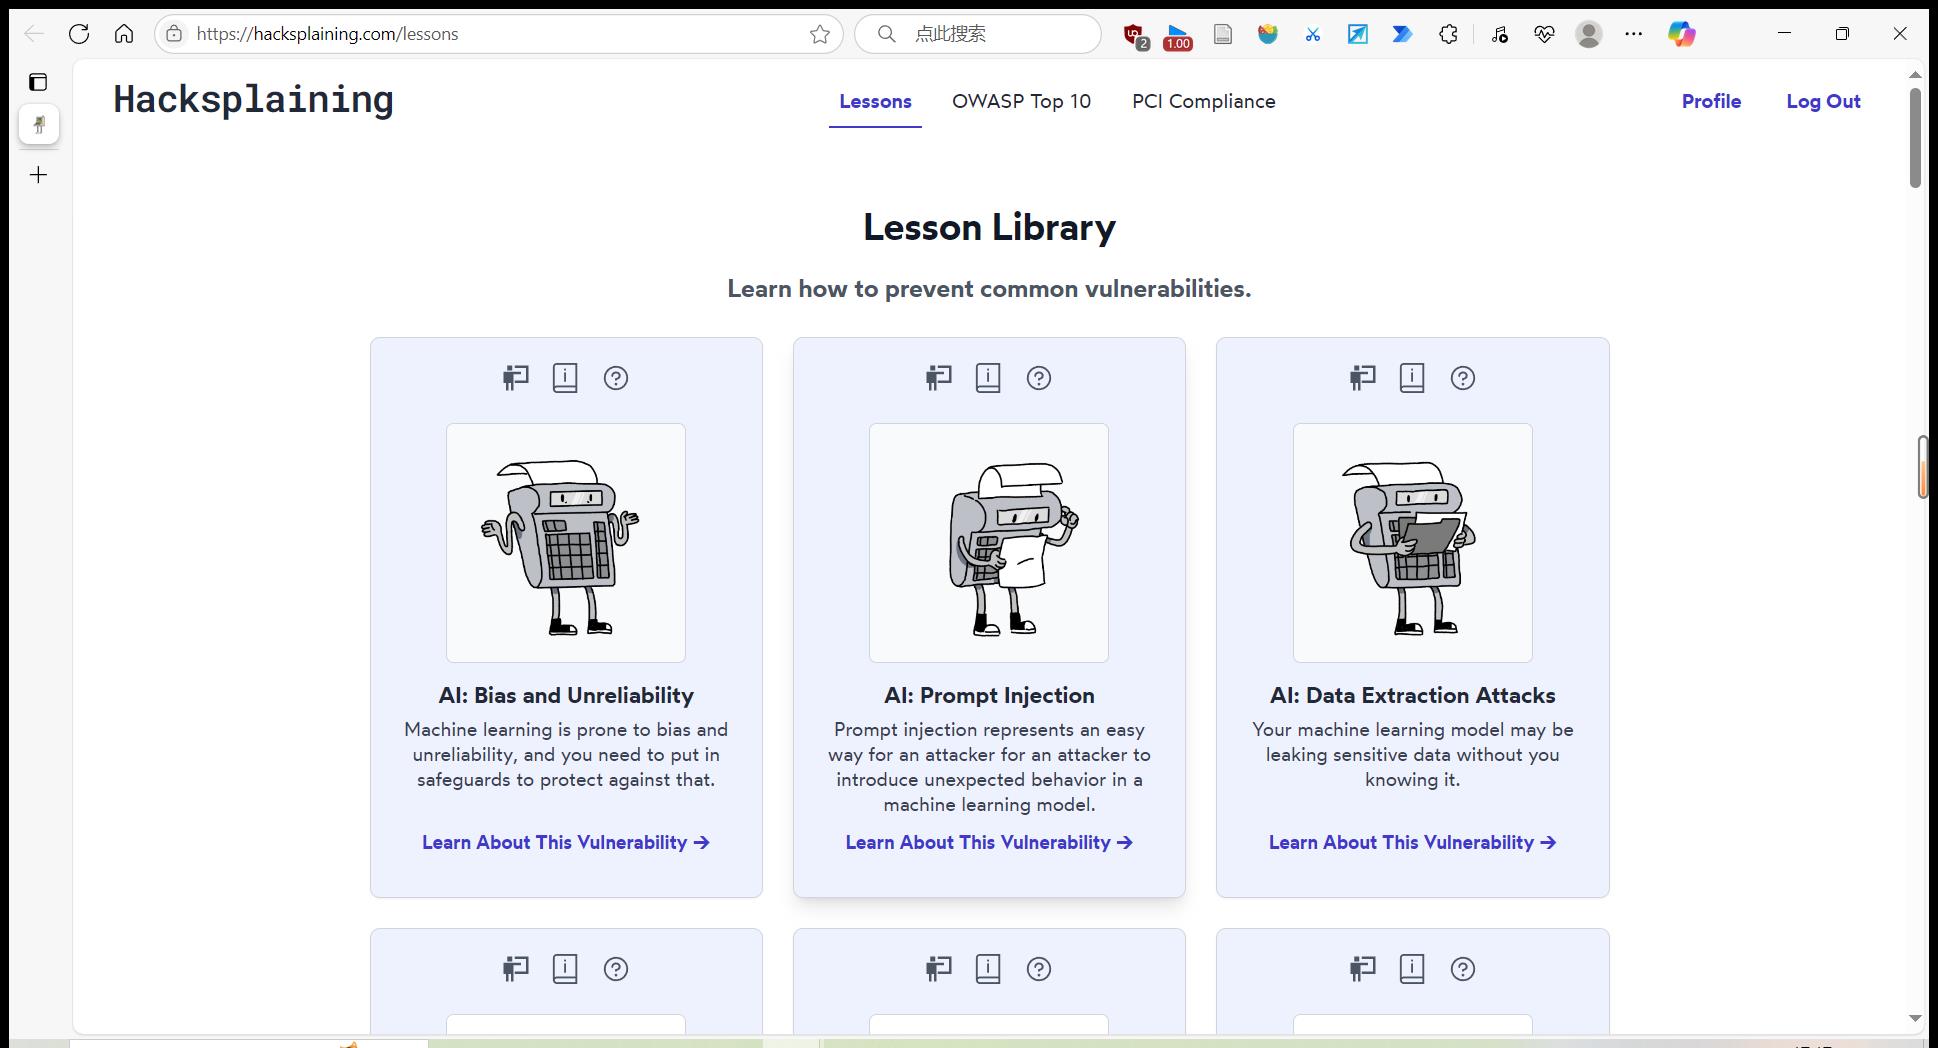 https://hacksplaining.com/lessons
点此搜索
2
1.00
Hacksplaining
Lessons
OWASP Top 10
PCI Compliance
Profile
Log Out
Lesson Library
Learn how to prevent common vulnerabilities.
AI: Bias and Unreliability
Machine learning is prone to bias and
unreliability, and you need to put in
safeguards to protect against that.
Learn About This Vulnerability →
AI: Prompt Injection
Prompt injection represents an easy
way for an attacker for an attacker to
introduce unexpected behavior in a
machine learning model.
Learn About This Vulnerability →
AI: Data Extraction Attacks
Your machine learning model may be
leaking sensitive data without you
knowing it.
Learn About This Vulnerability →